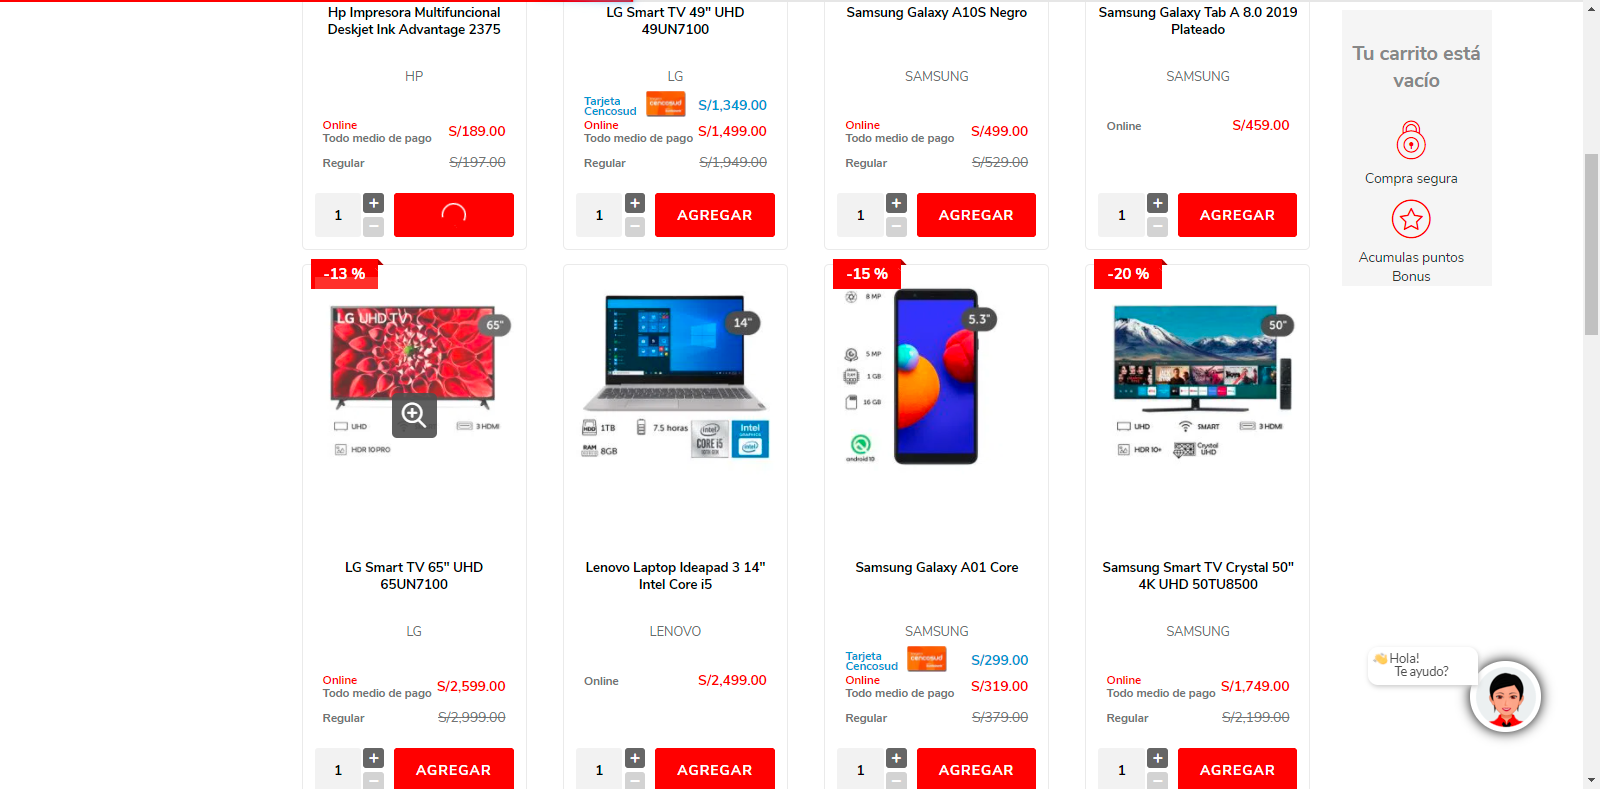 Hp Impresora Multifuncional
Deskjet Ink Advantage 2375
HP
Online
Todo medio de pago S/189.00
Regular S/197.00
1 + −
LG Smart TV 49" UHD
49UN7100
LG
Tarjeta
Cencosud cencosud S/1,349.00
Online
Todo medio de pago S/1,499.00
Regular S/1,949.00
1 + − AGREGAR
Samsung Galaxy A10S Negro
SAMSUNG
Online
Todo medio de pago S/499.00
Regular S/529.00
1 + − AGREGAR
Samsung Galaxy Tab A 8.0 2019
Plateado
SAMSUNG
Online S/459.00
1 + − AGREGAR
Tu carrito está
vacío
Compra segura
Acumulas puntos
Bonus
-13 %
LG UHD TV
65"
UHD
3 HDMI
HDR 10 PRO
LG Smart TV 65" UHD
65UN7100
LG
Online
Todo medio de pago S/2,599.00
Regular S/2,999.00
1 + − AGREGAR
14"
HDD 1TB
7.5 horas
RAM 8GB
intel
CORE i5
Intel
intel
Lenovo Laptop Ideapad 3 14"
Intel Core i5
LENOVO
Online S/2,499.00
1 + − AGREGAR
-15 %
8 MP
5.3"
5 MP
1 GB
16 GB
android 10
Samsung Galaxy A01 Core
SAMSUNG
Tarjeta
Cencosud cencosud S/299.00
Online
Todo medio de pago S/319.00
Regular S/379.00
1 + − AGREGAR
-20 %
50"
UHD
SMART
3 HDMI
HDR 10+
Crystal
UHD
Samsung Smart TV Crystal 50"
4K UHD 50TU8500
SAMSUNG
Online
Todo medio de pago S/1,749.00
Regular S/2,199.00
1 + − AGREGAR
👋 Hola!
Te ayudo?